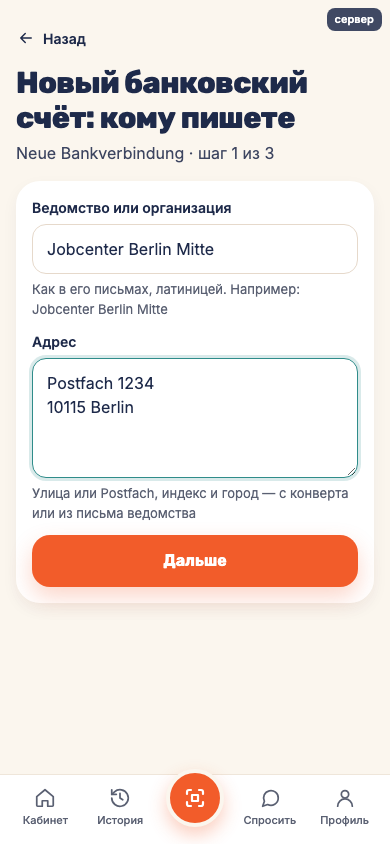 сервер
Назад
Новый банковский
счёт: кому пишете
Neue Bankverbindung · шаг 1 из 3
Ведомство или организация
Jobcenter Berlin Mitte
Как в его письмах, латиницей. Например:
Jobcenter Berlin Mitte
Адрес
Postfach 1234
10115 Berlin
Улица или Postfach, индекс и город — с конверта
или из письма ведомства
Дальше
Кабинет
История
Спросить
Профиль